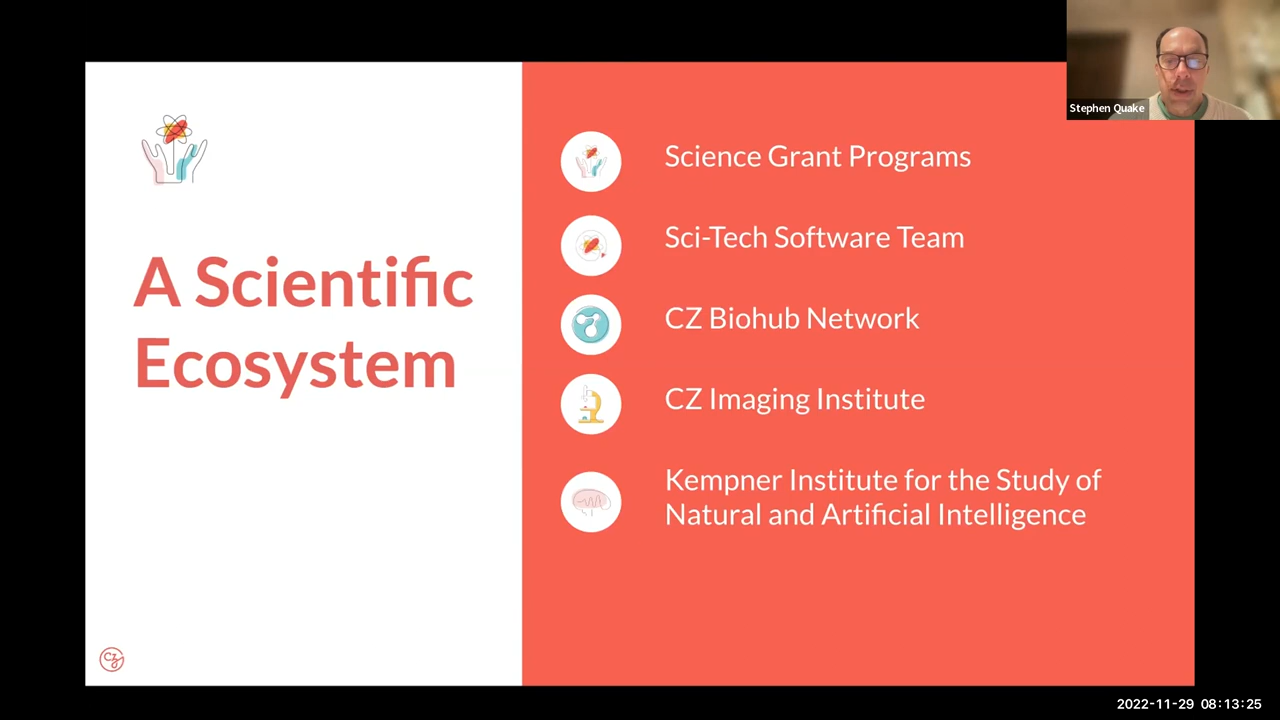 Stephen Quake
A Scientific
Ecosystem
Science Grant Programs
Sci-Tech Software Team
CZ Biohub Network
CZ Imaging Institute
Kempner Institute for the Study of
Natural and Artificial Intelligence
CZ
2022-11-29 08:13:25